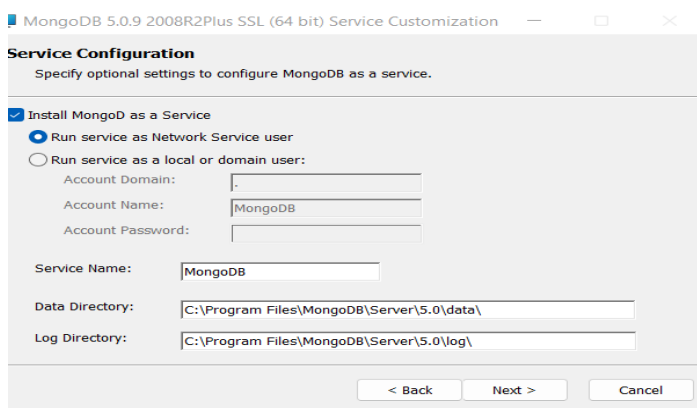 MongoDB 5.0.9 2008R2Plus SSL (64 bit) Service Customization
Service Configuration
Specify optional settings to configure MongoDB as a service.
Install MongoD as a Service
Run service as Network Service user
Run service as a local or domain user:
Account Domain: .
Account Name: MongoDB
Account Password:
Service Name: MongoDB
Data Directory: C:\Program Files\MongoDB\Server\5.0\data\
Log Directory: C:\Program Files\MongoDB\Server\5.0\log\
< Back Next > Cancel